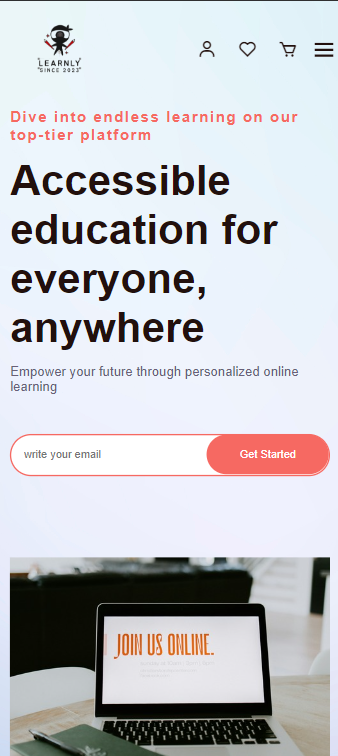 LEARNLY
SINCE 2023
Dive into endless learning on our
top-tier platform
Accessible
education for
everyone,
anywhere
Empower your future through personalized online
learning
write your email
Get Started
JOIN US ONLINE.